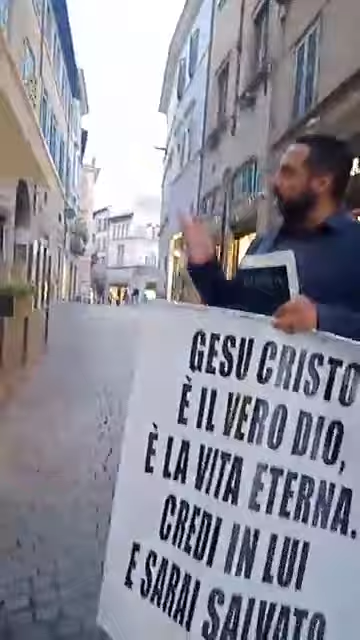 GESU CRISTO
È IL VERO DIO,
È LA VITA ETERNA.
CREDI IN LUI
E SARAI SALVATO